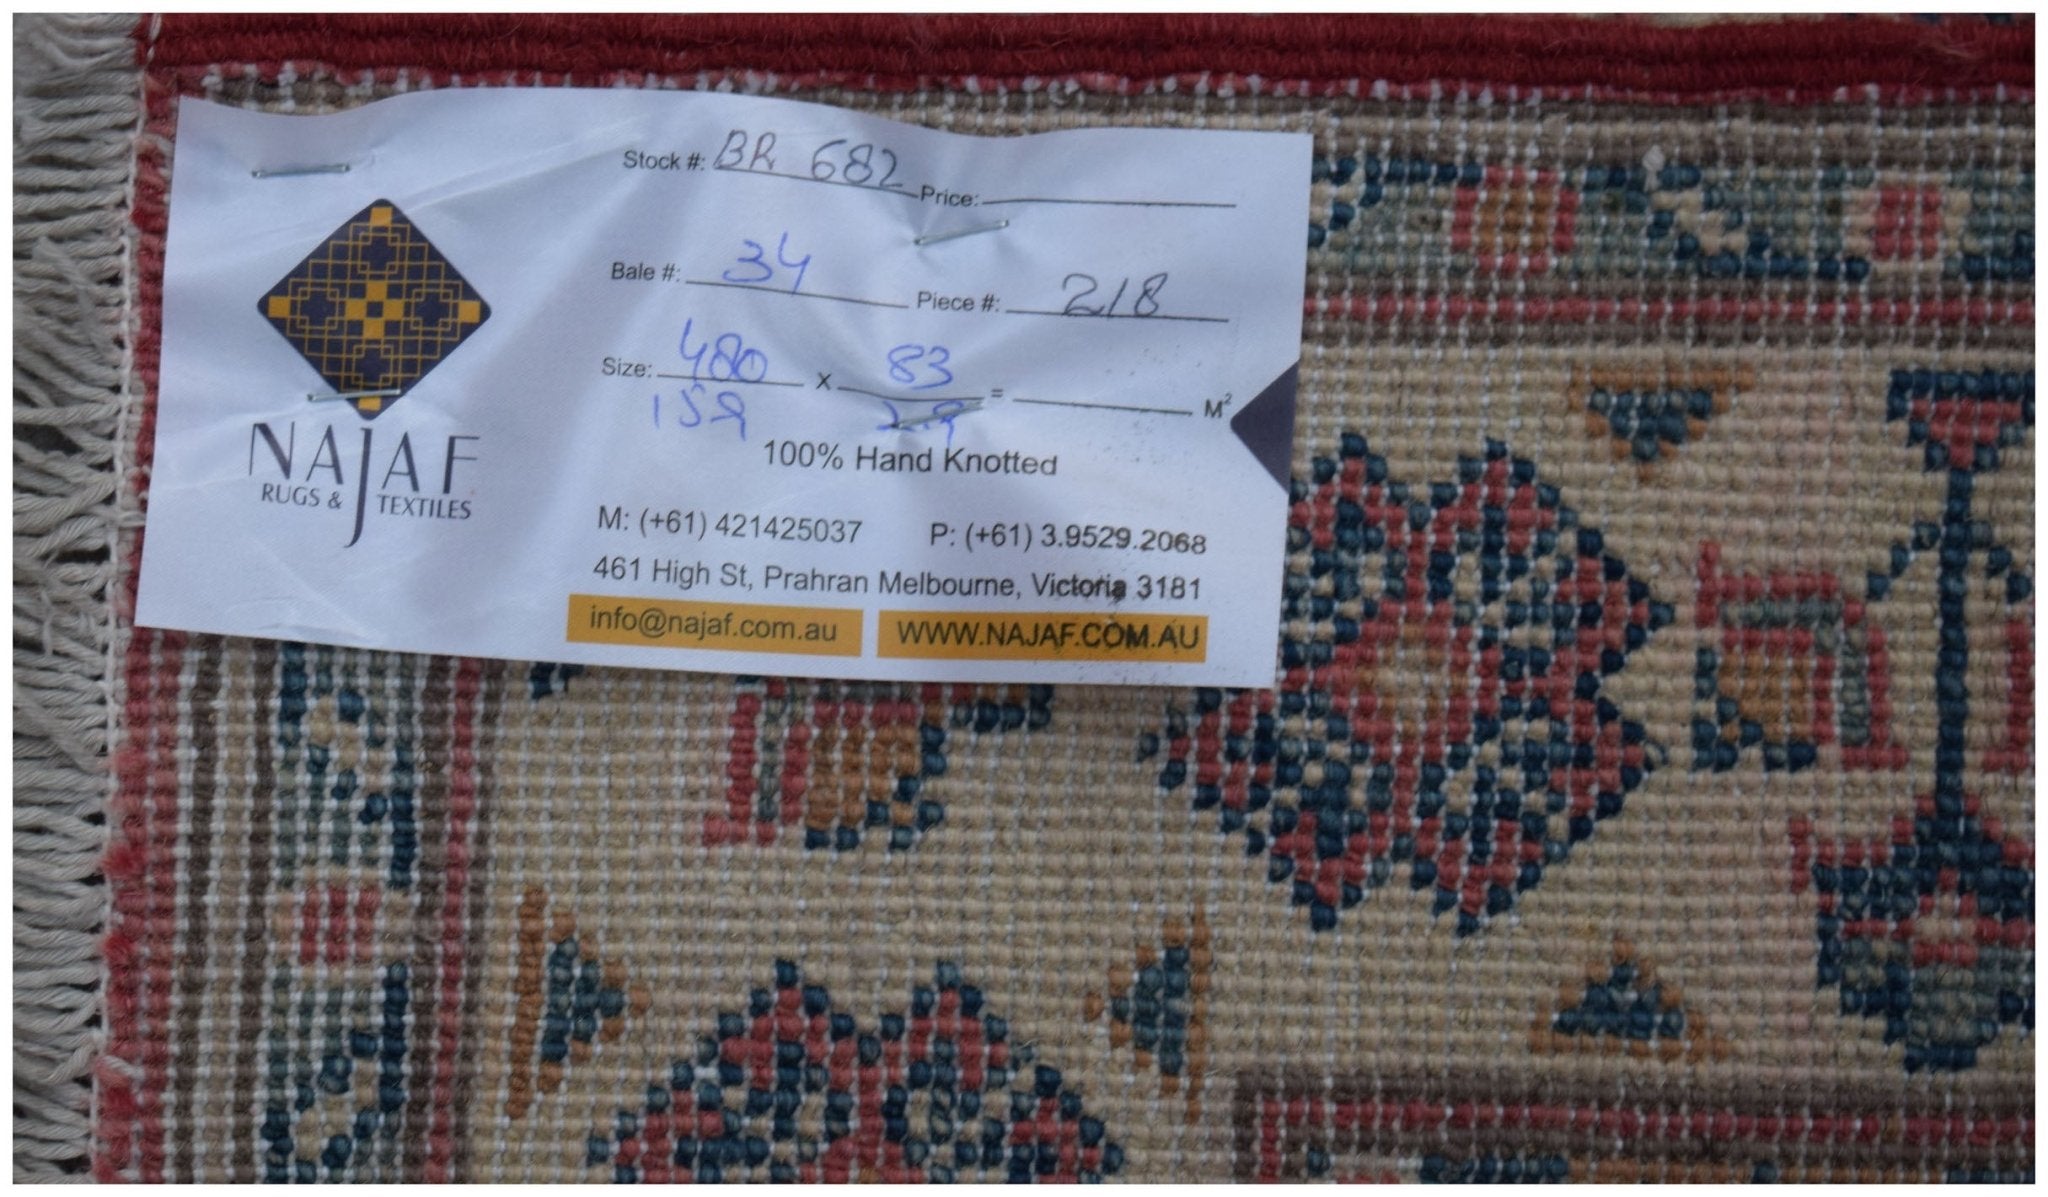 Stock #: BR 682 Price:
Bale #: 34 Piece #: 218
Size: 480 x 83 = M²
159 2.9
100% Hand Knotted
NAJAF
RUGS & TEXTILES
M: (+61) 421425037 P: (+61) 3.9529.2068
461 High St, Prahran Melbourne, Victoria 3181
info@najaf.com.au WWW.NAJAF.COM.AU